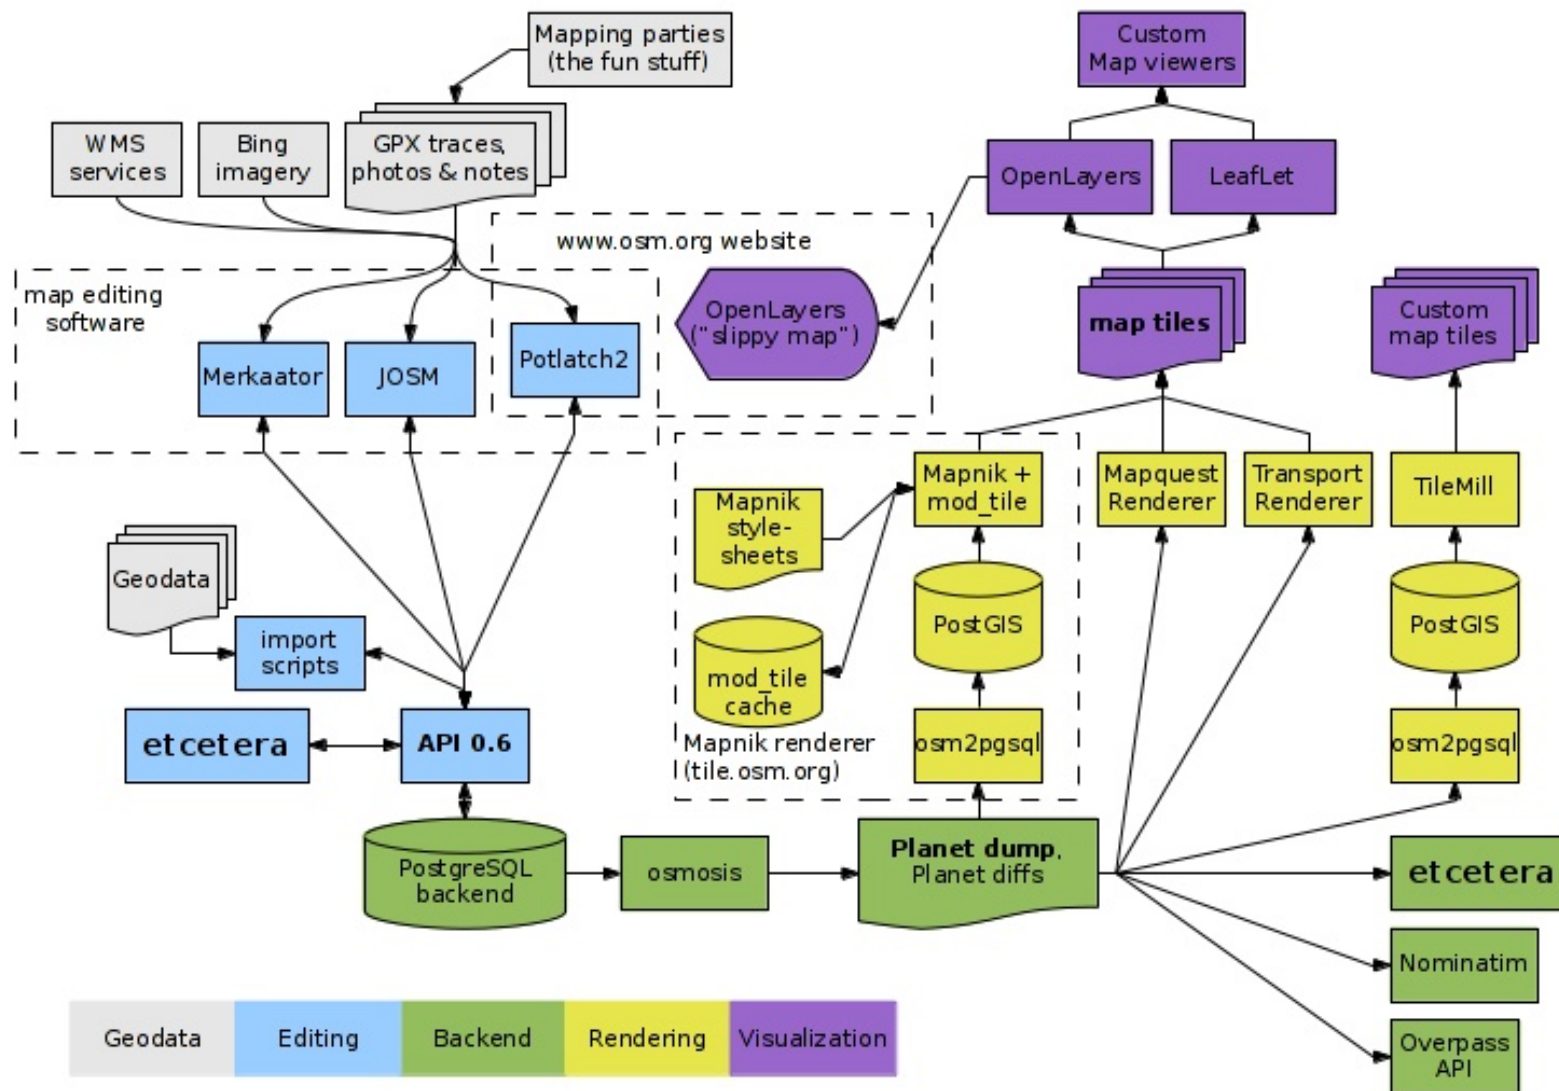 Mapping parties
(the fun stuff)
Custom
Map viewers
WMS
services
Bing
imagery
GPX traces,
photos & notes
OpenLayers
LeafLet
www.osm.org website
map editing
software
OpenLayers
("slippy map")
map tiles
Custom
map tiles
Merkaator
JOSM
Potlatch2
Mapnik
style-
sheets
Mapnik +
mod_tile
Mapquest
Renderer
Transport
Renderer
TileMill
Geodata
import
scripts
PostGIS
PostGIS
mod_tile
cache
etcetera
API 0.6
Mapnik renderer
(tile.osm.org)
osm2pgsql
osm2pgsql
PostgreSQL
backend
osmosis
Planet dump,
Planet diffs
etcetera
Nominatim
Overpass
API
Geodata
Editing
Backend
Rendering
Visualization